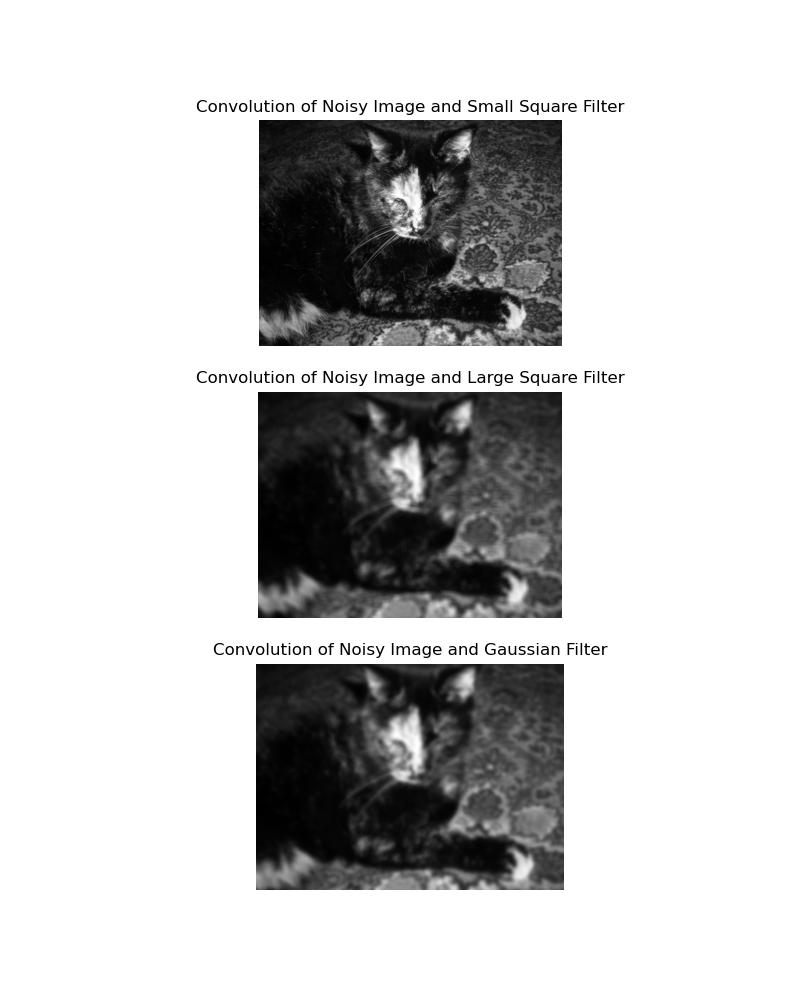 Convolution of Noisy Image and Small Square Filter
Convolution of Noisy Image and Large Square Filter
Convolution of Noisy Image and Gaussian Filter